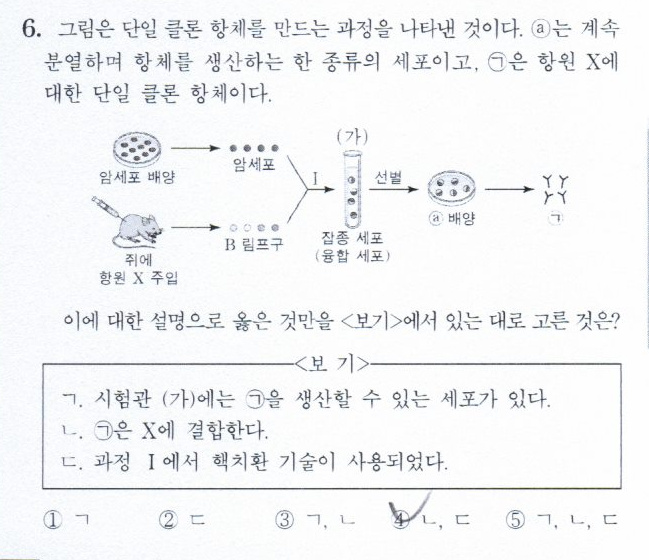 6. 그림은 단일 클론 항체를 만드는 과정을 나타낸 것이다. ⓐ는 계속
분열하며 항체를 생산하는 한 종류의 세포이고, ㉠은 항원 X에
대한 단일 클론 항체이다.
(가)
암세포 배양
암세포
I
선별
ⓐ 배양
㉠
쥐에
항원 X 주입
B 림프구
잡종 세포
(융합 세포)
이에 대한 설명으로 옳은 것만을 <보기>에서 있는 대로 고른 것은?
<보 기>
ㄱ. 시험관 (가)에는 ㉠을 생산할 수 있는 세포가 있다.
ㄴ. ㉠은 X에 결합한다.
ㄷ. 과정 I에서 핵치환 기술이 사용되었다.
① ㄱ ② ㄷ ③ ㄱ, ㄴ ④ ㄴ, ㄷ ⑤ ㄱ, ㄴ, ㄷ